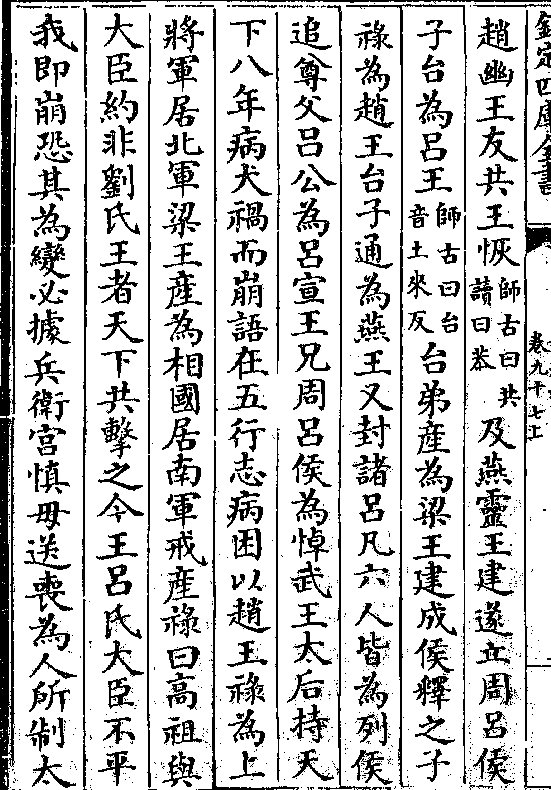 欽定四庫全書
卷九十七上
趙幽王友共王恢師古曰共讀曰恭及燕靈王建遂立周呂侯
子台為呂王師古曰台音土來反台弟產為梁王建成侯釋之子
祿為趙王台子通為燕王又封諸呂凡六人皆為列侯
追尊父呂公為呂宣王兄周呂侯為悼武王太后持天
下八年病犬禍而崩語在五行志病困以趙王祿為上
將軍居北軍梁王產為相國居南軍戒產祿曰高祖與
大臣約非劉氏王者天下共擊之今王呂氏大臣不平
我即崩恐其為變必據兵衛宮慎毋送喪為人所制太